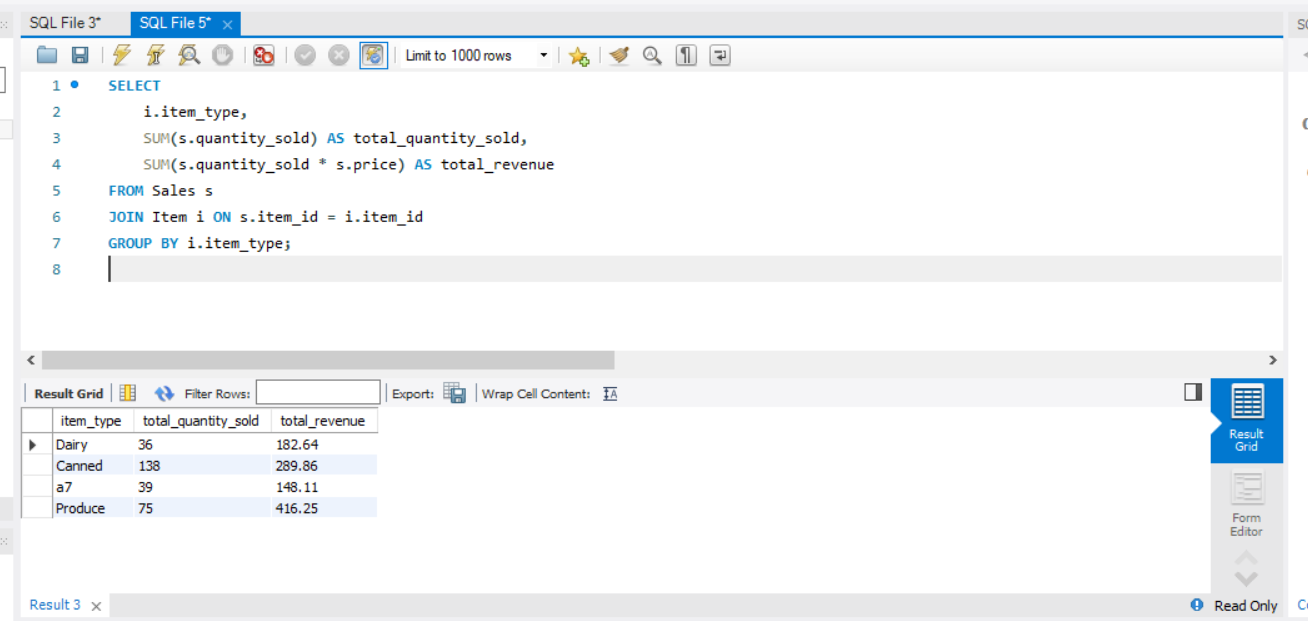 SQL File 3* SQL File 5*
Limit to 1000 rows
1 SELECT
2 i.item_type,
3 SUM(s.quantity_sold) AS total_quantity_sold,
4 SUM(s.quantity_sold * s.price) AS total_revenue
5 FROM Sales s
6 JOIN Item i ON s.item_id = i.item_id
7 GROUP BY i.item_type;
8
Result Grid Filter Rows: Export: Wrap Cell Content:
item_type total_quantity_sold total_revenue
Dairy 36 182.64
Canned 138 289.86
a7 39 148.11
Produce 75 416.25
Result
Grid
Form
Editor
Result 3 Read Only